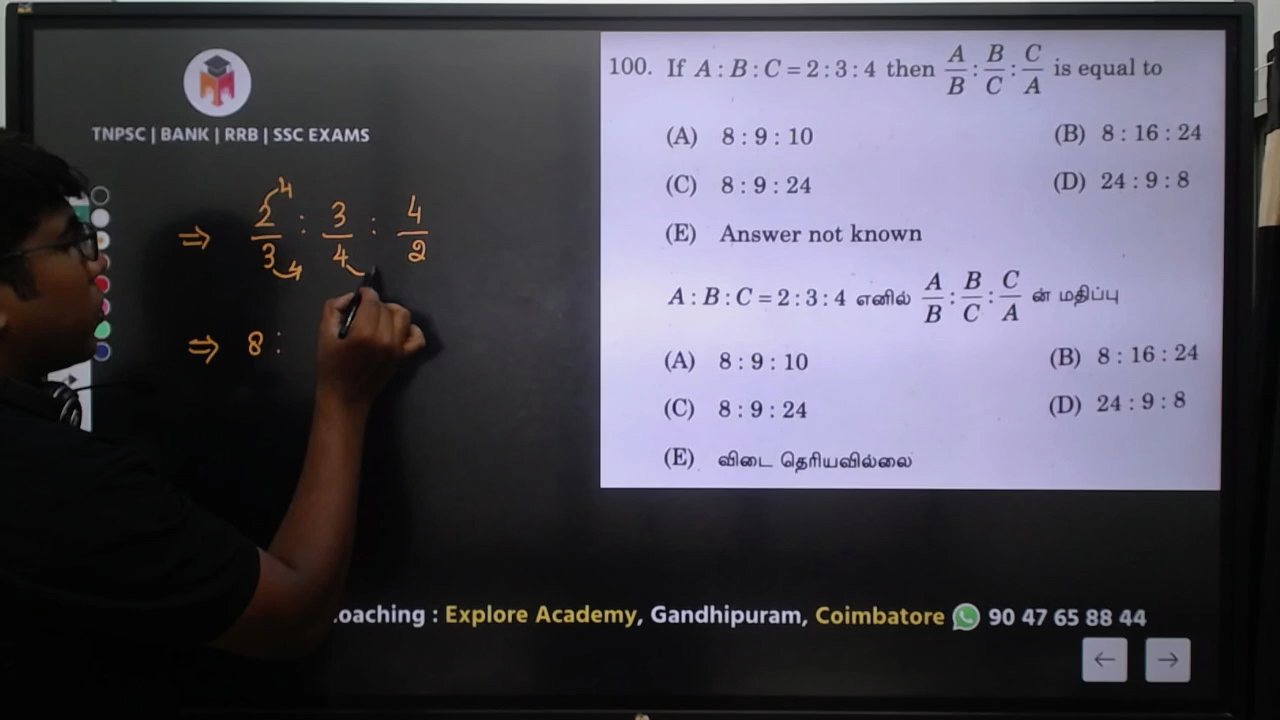 TNPSC | BANK | RRB | SSC EXAMS
100. If A : B : C = 2 : 3 : 4 then A/B : B/C : C/A is equal to
(A) 8 : 9 : 10 (B) 8 : 16 : 24
(C) 8 : 9 : 24 (D) 24 : 9 : 8
(E) Answer not known
A : B : C = 2 : 3 : 4 எனில் A/B : B/C : C/A ன் மதிப்பு
(A) 8 : 9 : 10 (B) 8 : 16 : 24
(C) 8 : 9 : 24 (D) 24 : 9 : 8
(E) விடை தெரியவில்லை
4
⇒ 2/3 : 3/4 : 4/2
4
⇒ 8 :
oaching : Explore Academy, Gandhipuram, Coimbatore 90 47 65 88 44
← →